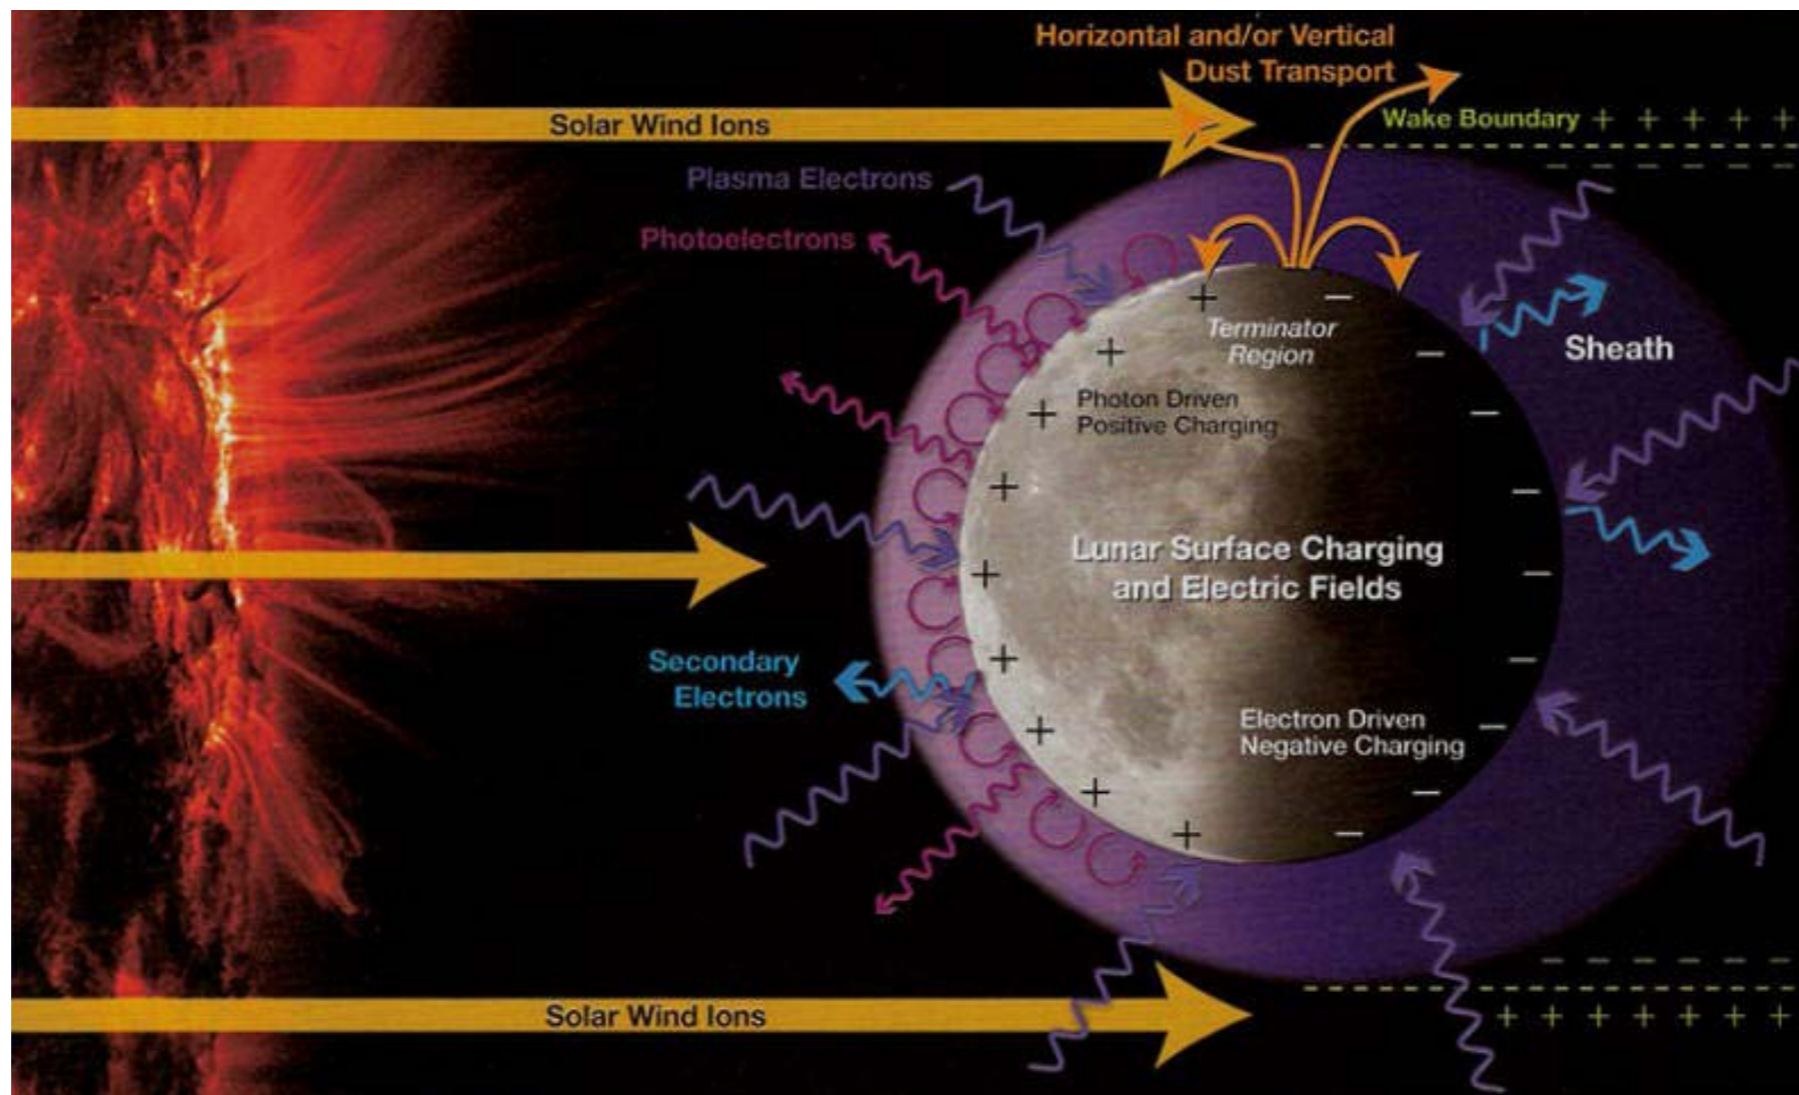 Horizontal and/or Vertical
Dust Transport
Solar Wind Ions
Wake Boundary + + + + +
− − − − − −
Plasma Electrons
Photoelectrons
+ −
Terminator
Region
+ −
Sheath
Photon Driven
Positive Charging
+ −
+ −
Lunar Surface Charging
and Electric Fields
+ −
Secondary
Electrons
+ −
Electron Driven
Negative Charging
+ −
+ −
+ −
− − − − − −
Solar Wind Ions
+ + + + + + +